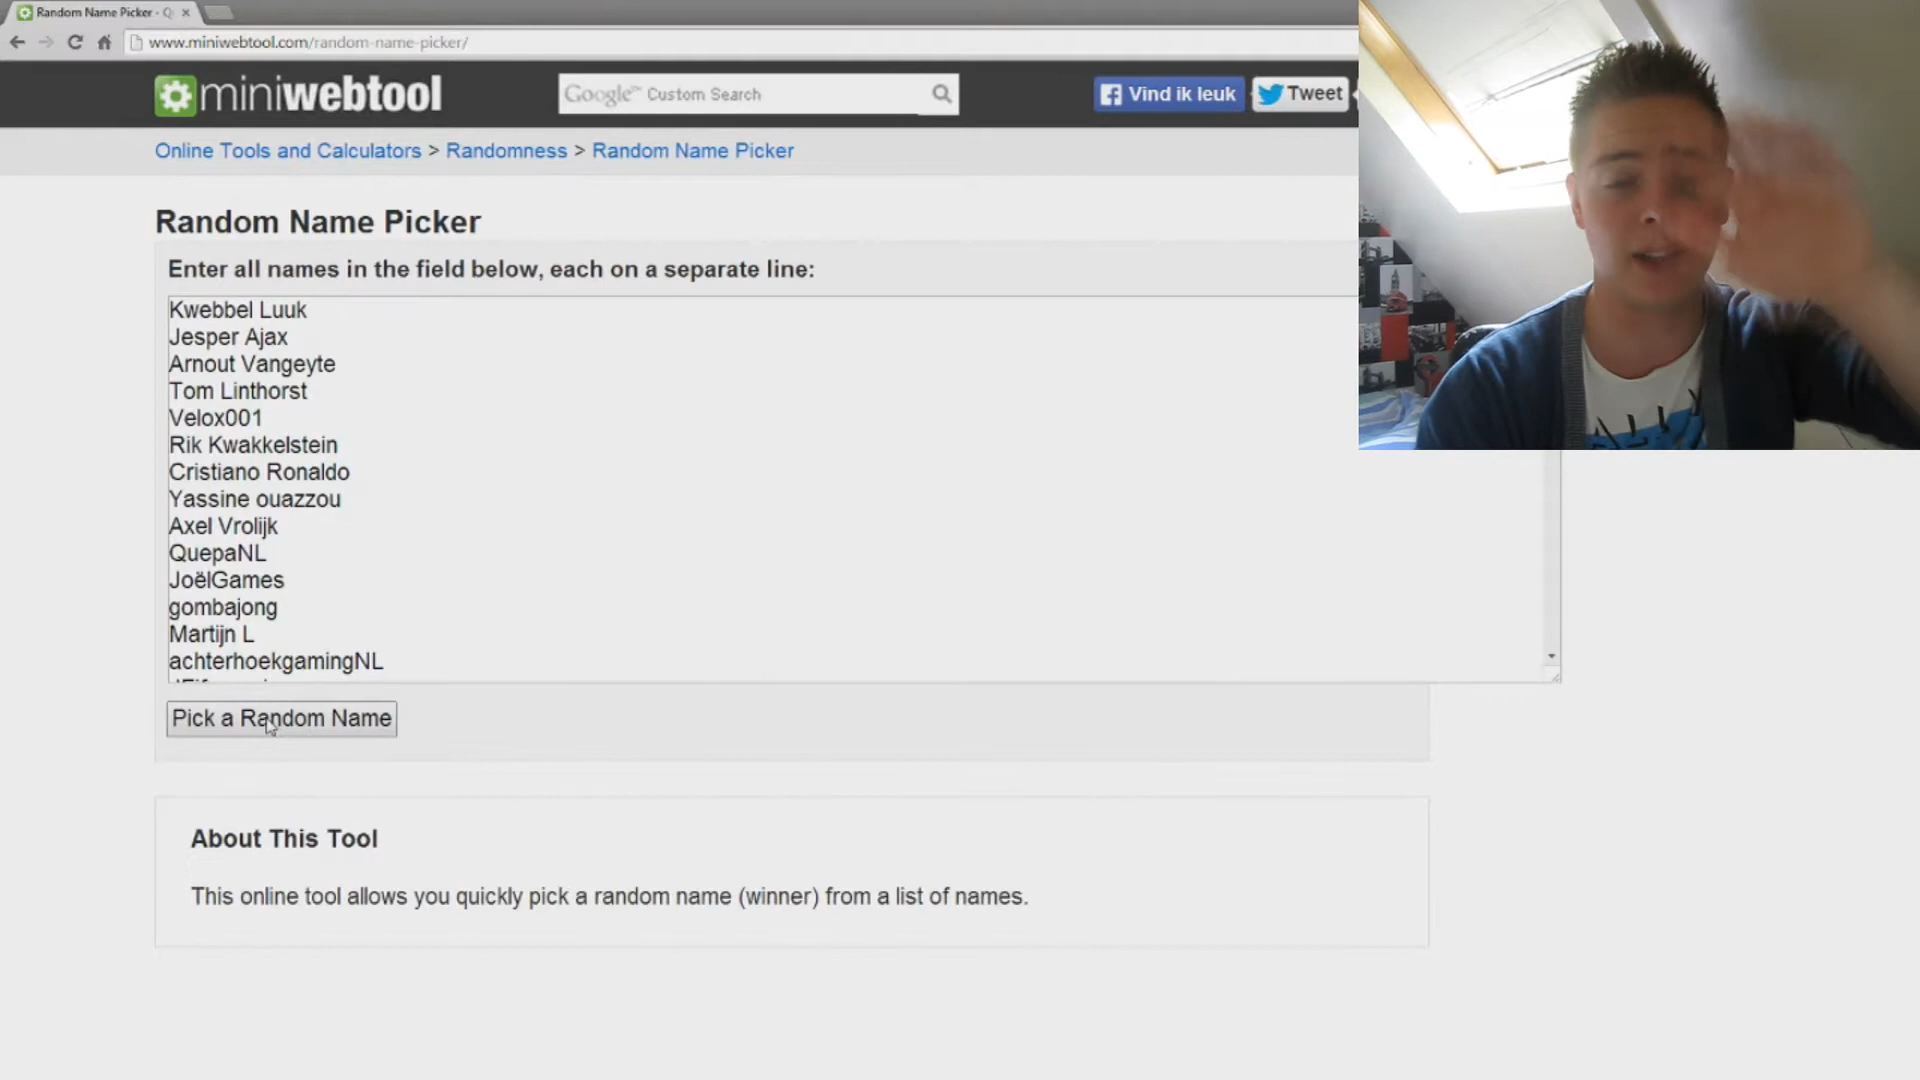 Random Name Picker - Q
www.miniwebtool.com/random-name-picker/
miniwebtool
Google™ Custom Search
Vind ik leuk
Tweet
Online Tools and Calculators > Randomness > Random Name Picker
Random Name Picker
Enter all names in the field below, each on a separate line:
Kwebbel Luuk
Jesper Ajax
Arnout Vangeyte
Tom Linthorst
Velox001
Rik Kwakkelstein
Cristiano Ronaldo
Yassine ouazzou
Axel Vrolijk
QuepaNL
JoëlGames
gombajong
Martijn L
achterhoekgamingNL
Pick a Random Name
About This Tool
This online tool allows you quickly pick a random name (winner) from a list of names.